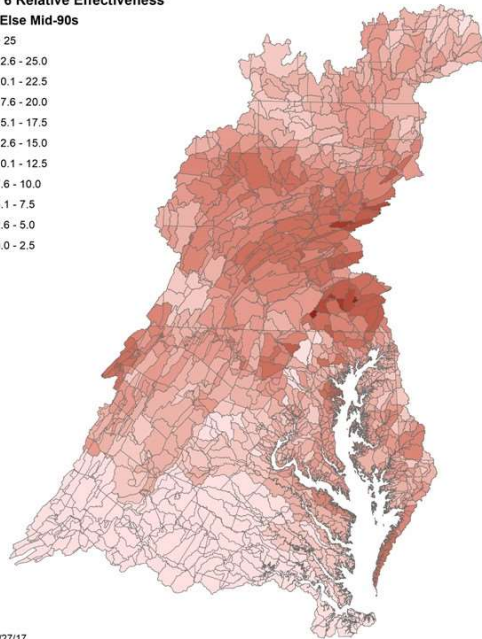 6 Relative Effectiveness
Else Mid-90s
25
2.6 - 25.0
0.1 - 22.5
7.6 - 20.0
5.1 - 17.5
2.6 - 15.0
0.1 - 12.5
.6 - 10.0
.1 - 7.5
.6 - 5.0
.0 - 2.5
/27/17